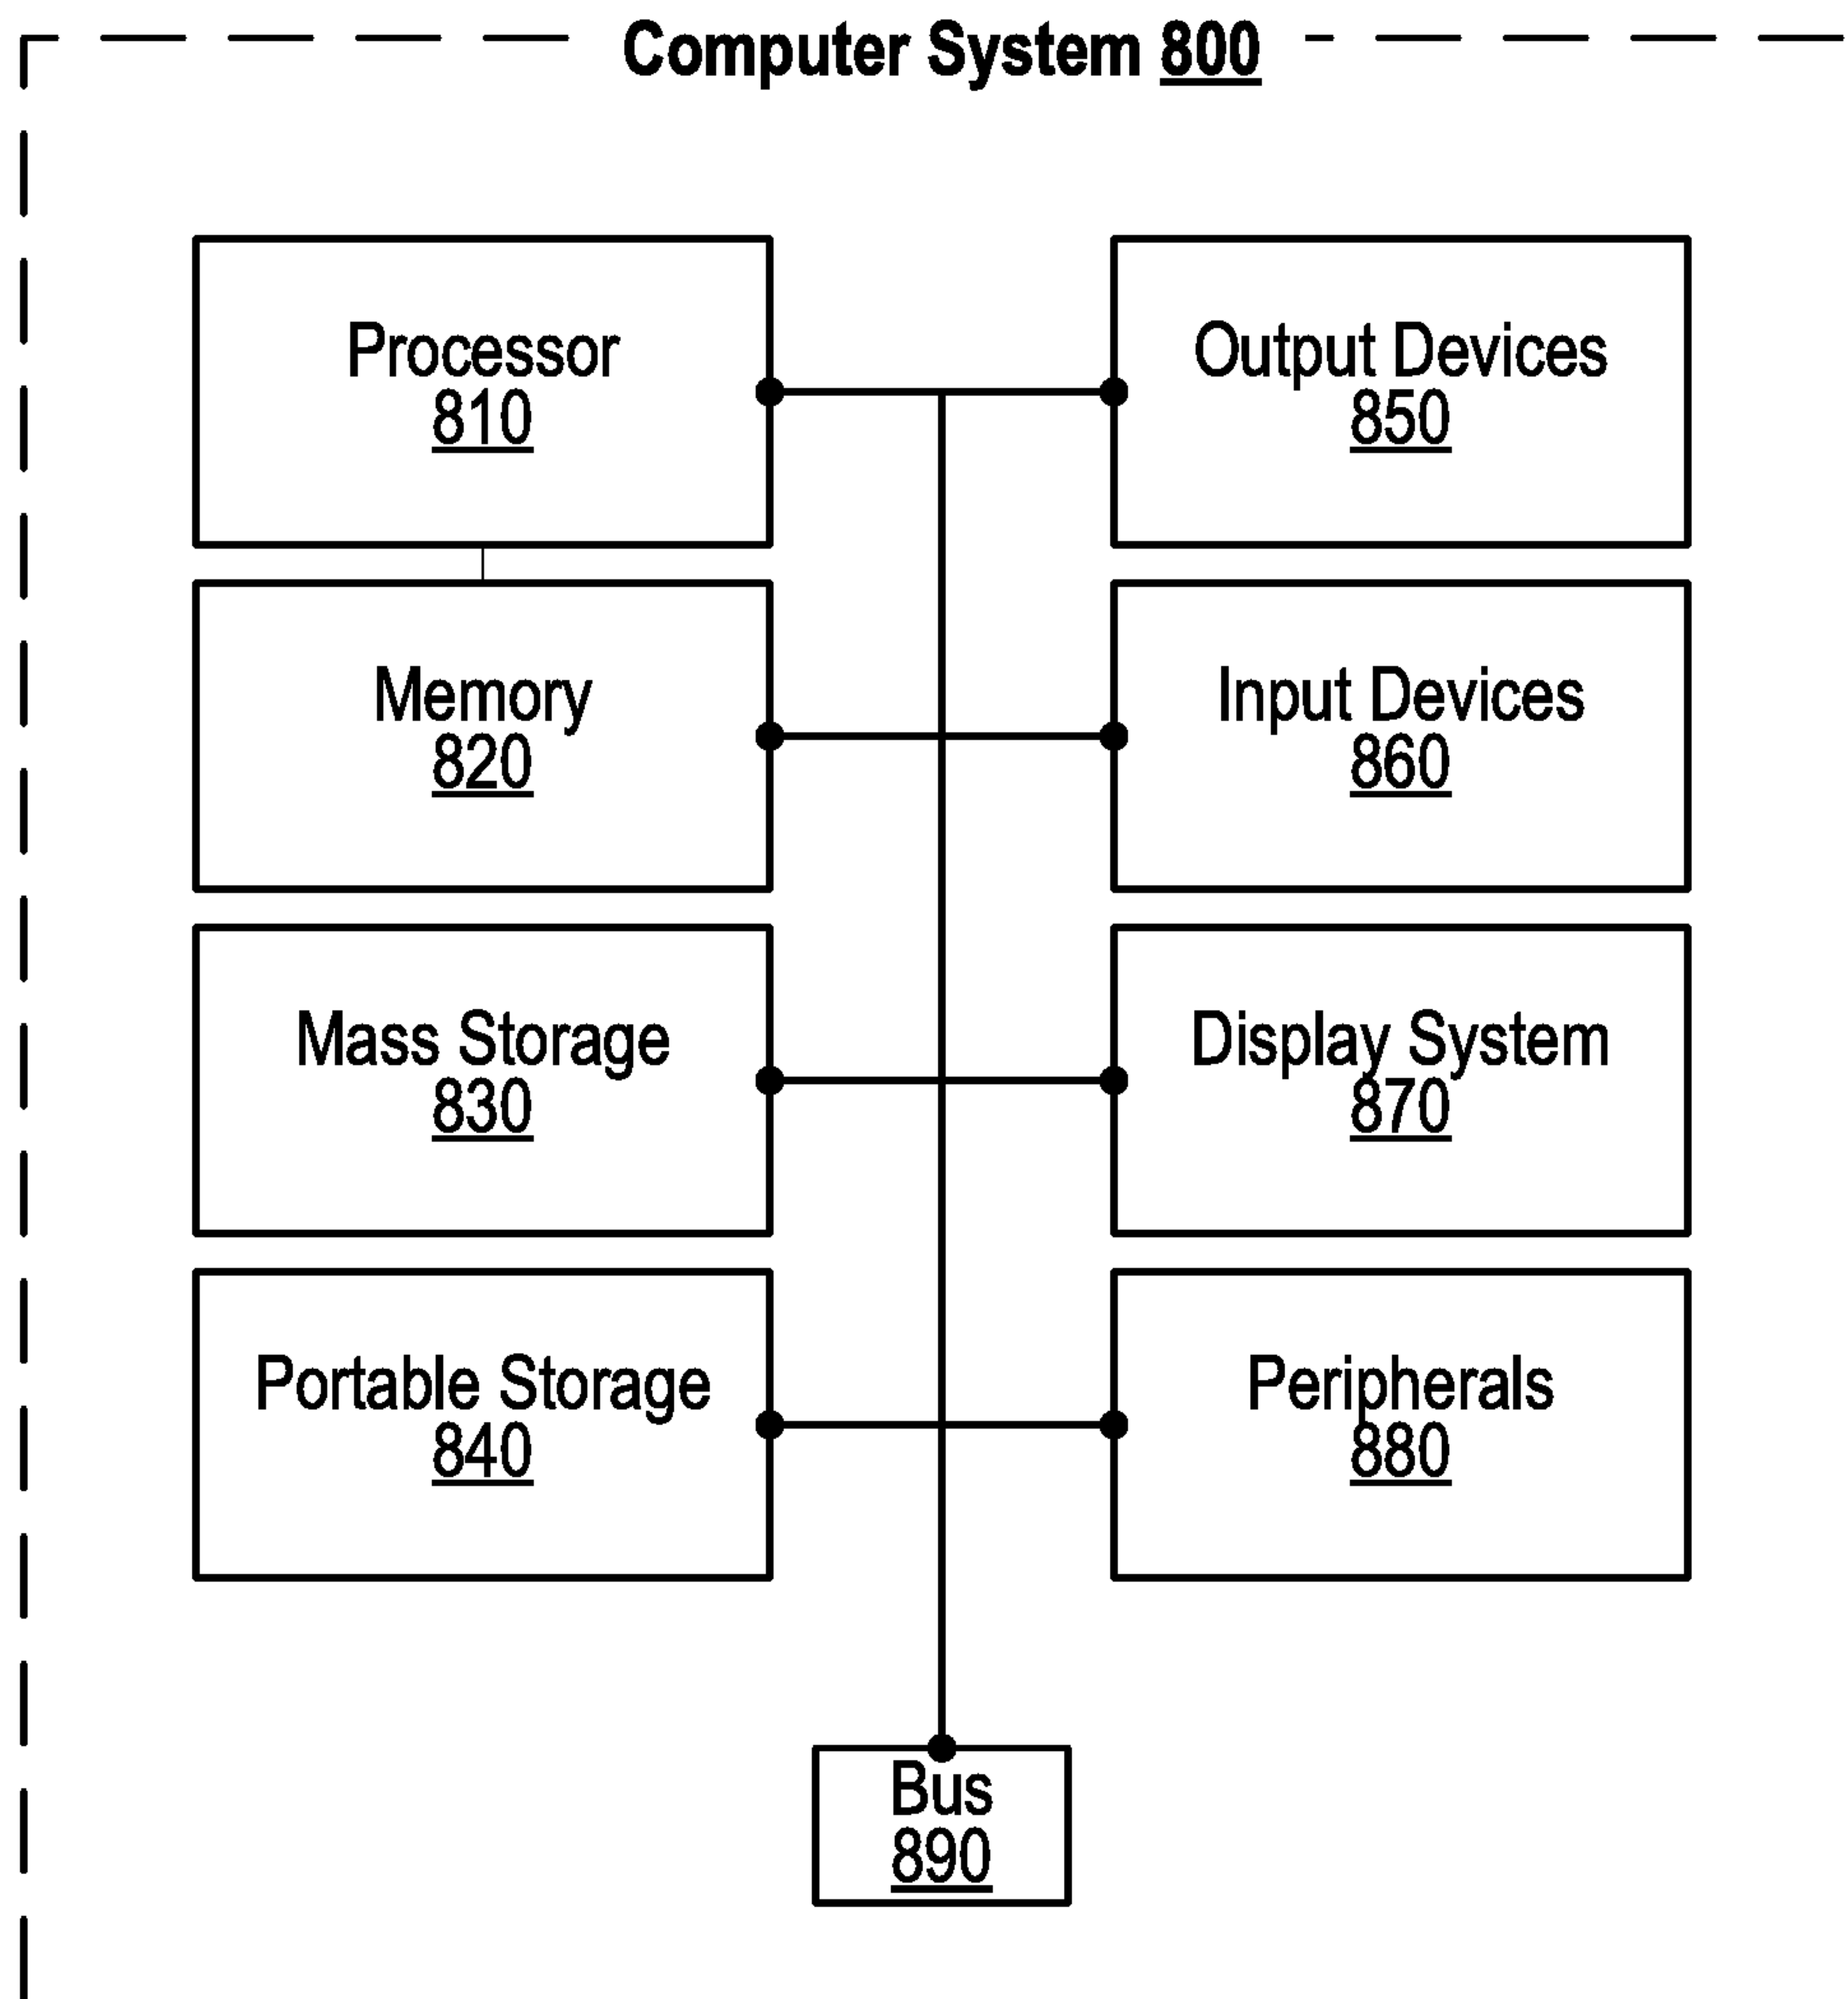 Computer System 800
Processor
810
Output Devices
850
Memory
820
Input Devices
860
Mass Storage
830
Display System
870
Portable Storage
840
Peripherals
880
Bus
890